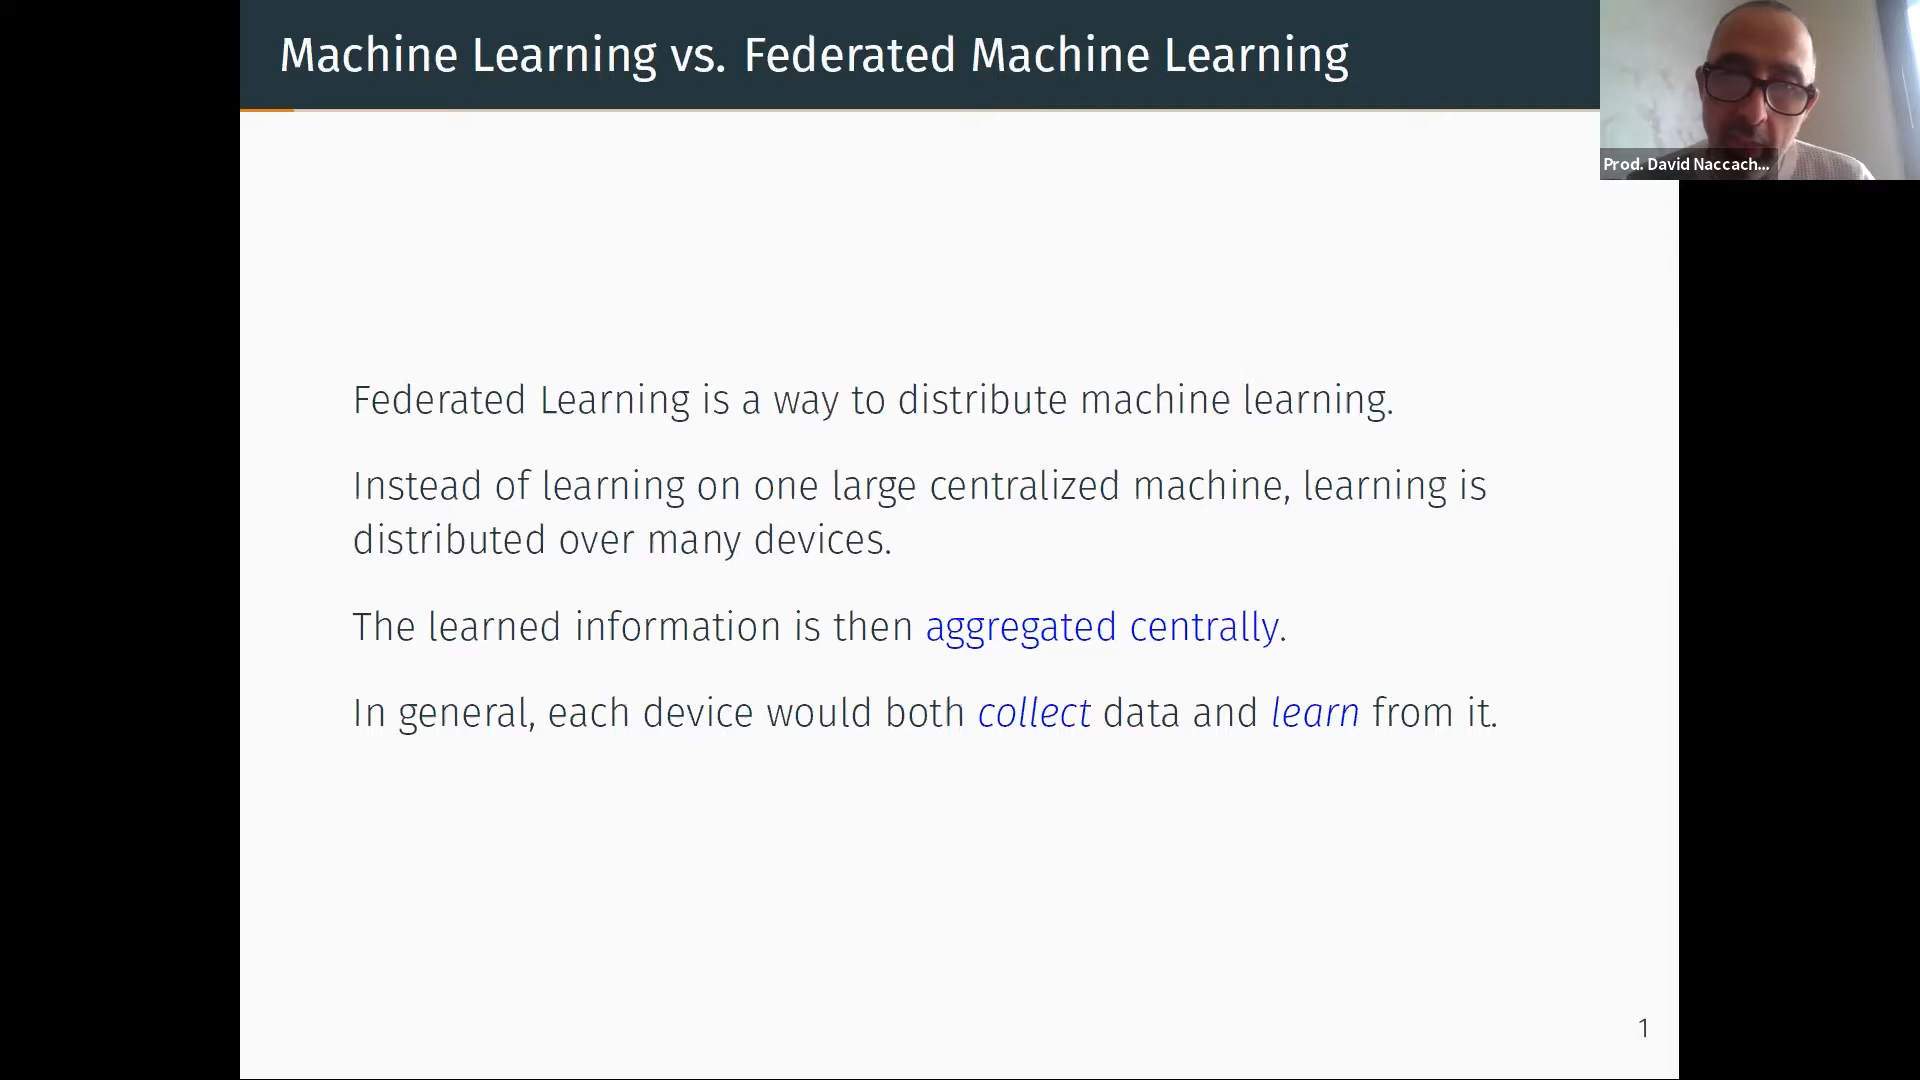 Machine Learning vs. Federated Machine Learning
Prod. David Naccach...
Federated Learning is a way to distribute machine learning.
Instead of learning on one large centralized machine, learning is
distributed over many devices.
The learned information is then aggregated centrally.
In general, each device would both collect data and learn from it.
1